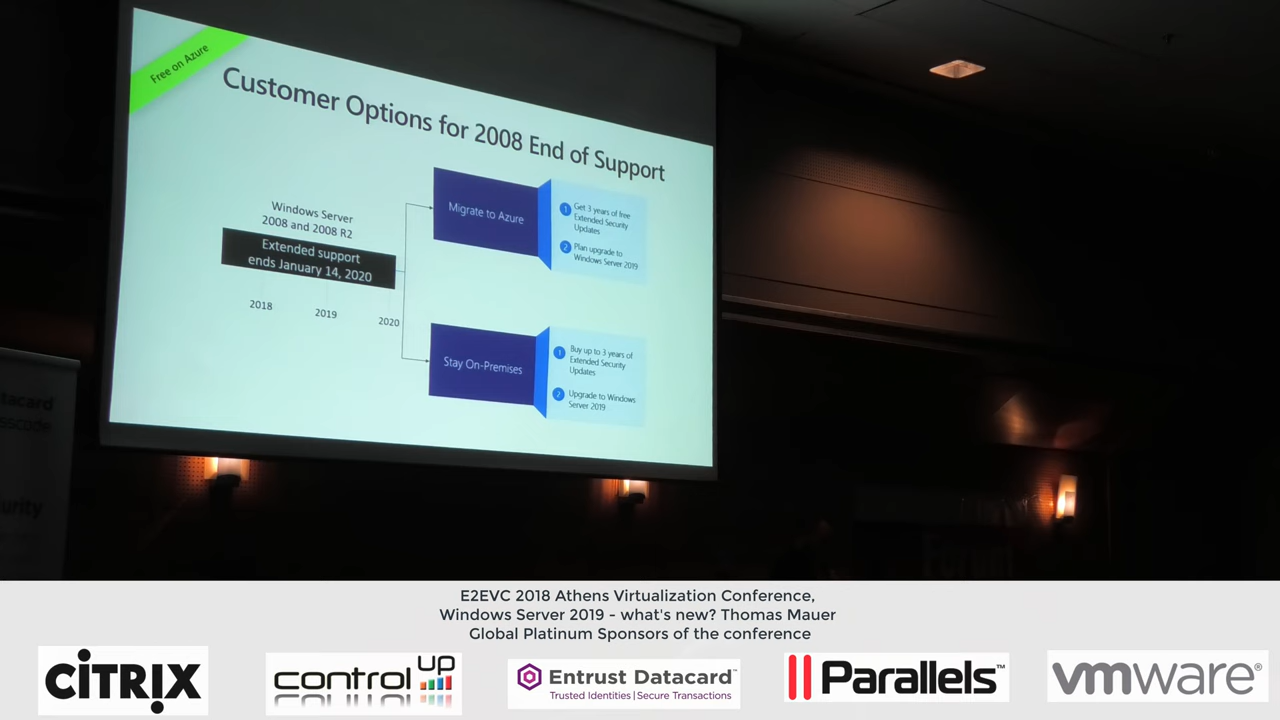 Free on Azure
Customer Options for 2008 End of Support
Windows Server
2008 and 2008 R2
Extended support
ends January 14, 2020
2018
2019
2020
Migrate to Azure
1 Get 3 years of free
Extended Security
Updates
2 Plan upgrade to
Windows Server 2019
Stay On-Premises
1 Buy up to 3 years of
Extended Security
Updates
2 Upgrade to Windows
Server 2019
E2EVC 2018 Athens Virtualization Conference,
Windows Server 2019 - what's new? Thomas Mauer
Global Platinum Sponsors of the conference
CiTRiX
control up
Entrust Datacard™
Trusted Identities | Secure Transactions
Parallels™
vmware®